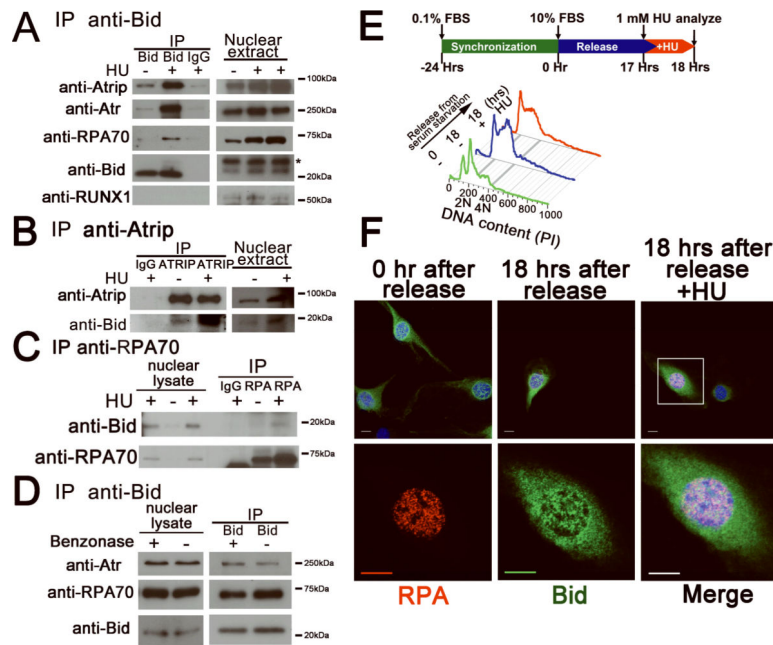 A IP anti-Bid
IP
Bid Bid IgG
Nuclear extract
HU - + + - + +
anti-Atrip 100kDa
anti-Atr 250kDa
anti-RPA70 75kDa
anti-Bid *
20kDa
anti-RUNX1 50kDa
B IP anti-Atrip
IP
Nuclear extract
IgG ATRIP ATRIP
HU + - + - +
anti-Atrip 100kDa
anti-Bid 20kDa
C IP anti-RPA70
nuclear lysate
IP
IgG RPA RPA
HU + - + + - +
anti-Bid 20kDa
anti-RPA70 75kDa
D IP anti-Bid
nuclear lysate
IP
Bid Bid
Benzonase + - + -
anti-Atr 250kDa
anti-RPA70 75kDa
anti-Bid 20kDa
E
0.1% FBS 10% FBS 1 mM HU analyze
Synchronization Release +HU
-24 Hrs 0 Hr 17 Hrs 18 Hrs
Release from serum starvation
0 18 18 (hrs)
- - + HU
0 200 400 600 800 1000
2N 4N
DNA content (PI)
F
0 hr after release
18 hrs after release
18 hrs after release +HU
RPA Bid Merge